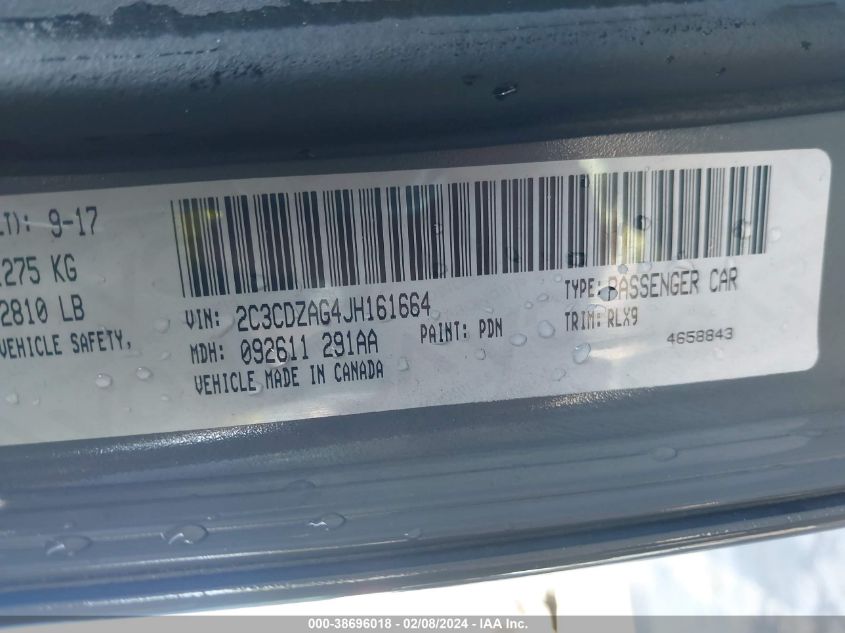 LT): 9-17
275 KG
2810 LB
VEHICLE SAFETY,
VIN: 2C3CDZAG4JH161664
TYPE: PASSENGER CAR
MDH: 092611 291AA
PAINT: PDN
TRIM: RLX9
VEHICLE MADE IN CANADA
4658843
000-38696018 | 02/08/2024 | IAA Inc.